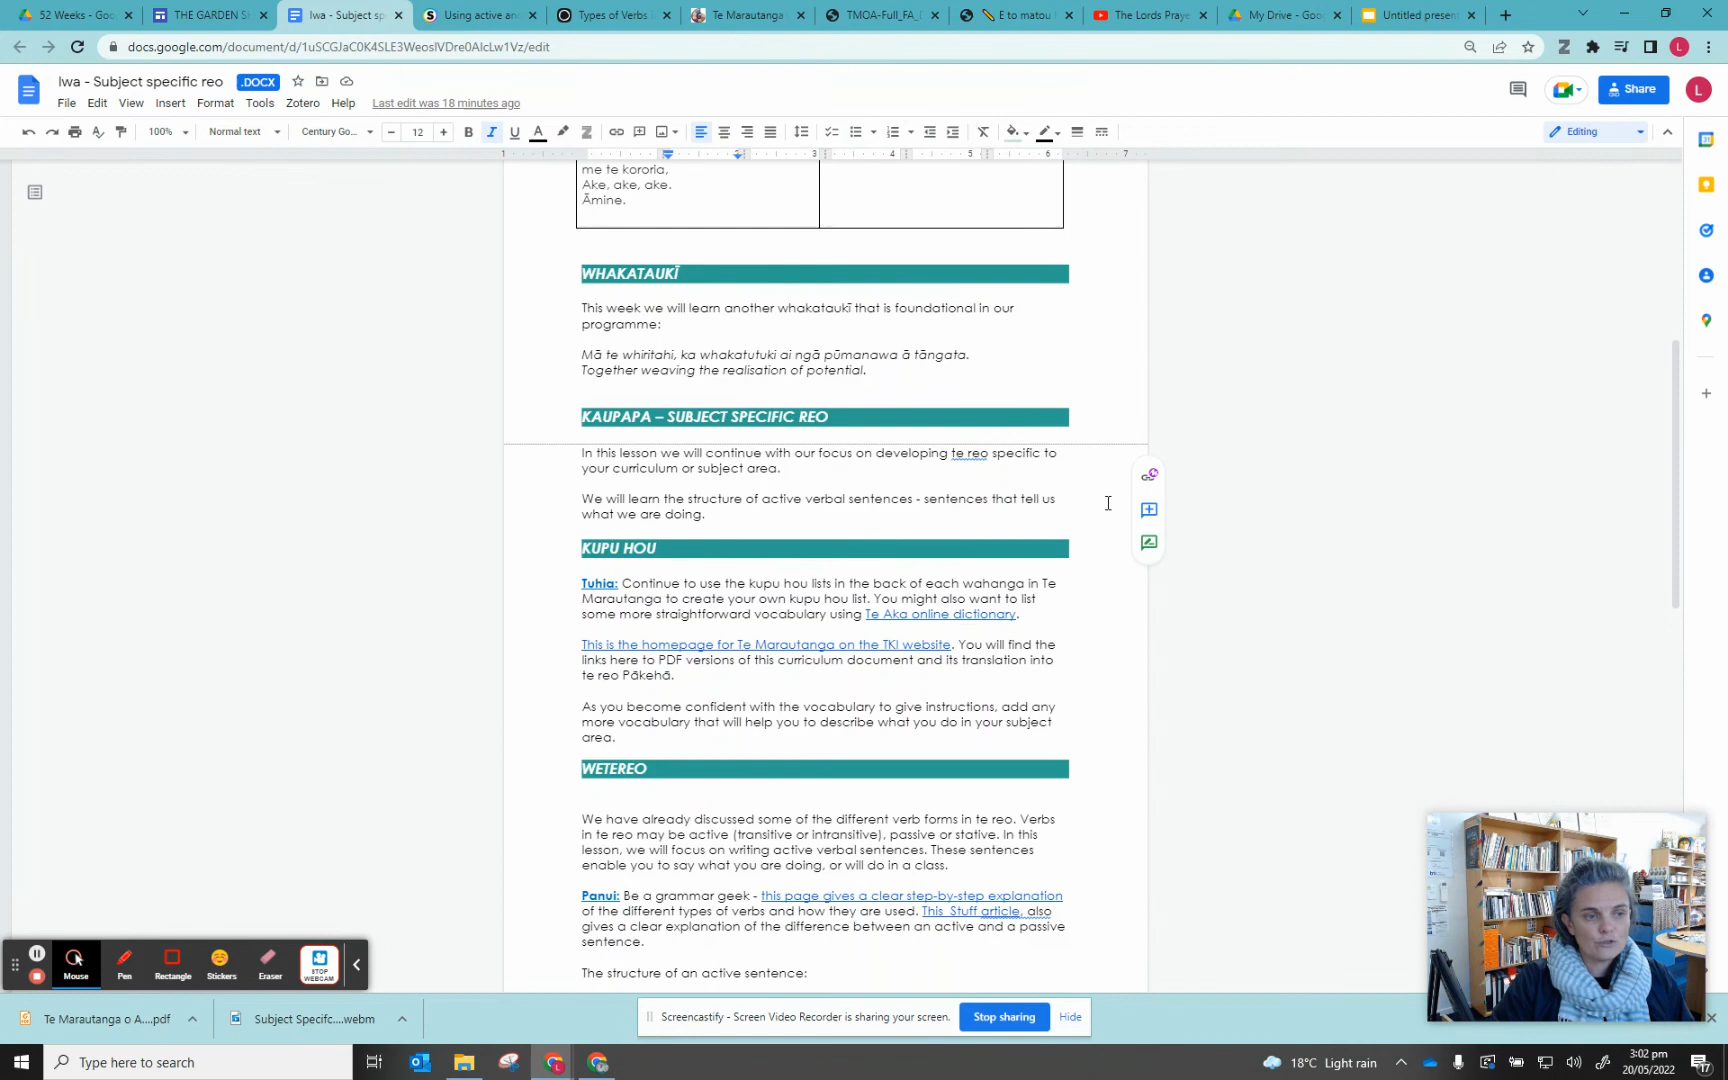 52 Weeks - Goo
THE GARDEN S
Iwa - Subject sp
Using active an
Types of Verbs i
Te Marautanga
TMOA-Full_FA_
E to matou
The Lords Praye
My Drive - Goo
Untitled presen
docs.google.com/document/d/1uSCGJaC0K4SLE3WeoslVDre0AIcLw1Vz/edit
Iwa - Subject specific reo
.DOCX
Share
File Edit View Insert Format Tools Zotero Help Last edit was 18 minutes ago
100% Normal text Century Go... 12 Editing
me te kororia,
Ake, ake, ake.
Āmine.
WHAKATAUKĪ
This week we will learn another whakataukī that is foundational in our
programme:
Mā te whiritahi, ka whakatutuki ai ngā pūmanawa ā tāngata.
Together weaving the realisation of potential.
KAUPAPA – SUBJECT SPECIFIC REO
In this lesson we will continue with our focus on developing te reo specific to
your curriculum or subject area.
We will learn the structure of active verbal sentences - sentences that tell us
what we are doing.
KUPU HOU
Tuhia: Continue to use the kupu hou lists in the back of each wahanga in Te
Marautanga to create your own kupu hou list. You might also want to list
some more straightforward vocabulary using Te Aka online dictionary.
This is the homepage for Te Marautanga on the TKI website. You will find the
links here to PDF versions of this curriculum document and its translation into
te reo Pākehā.
As you become confident with the vocabulary to give instructions, add any
more vocabulary that will help you to describe what you do in your subject
area.
WETEREO
We have already discussed some of the different verb forms in te reo. Verbs
in te reo may be active (transitive or intransitive), passive or stative. In this
lesson, we will focus on writing active verbal sentences. These sentences
enable you to say what you are doing, or will do in a class.
Panui: Be a grammar geek - this page gives a clear step-by-step explanation
of the different types of verbs and how they are used. This Stuff article, also
gives a clear explanation of the difference between an active and a passive
sentence.
The structure of an active sentence:
Mouse Pen Rectangle Stickers Eraser STOP WEBCAM
Te Marautanga o A....pdf
Subject Specifc....webm
Screencastify - Screen Video Recorder is sharing your screen.
Stop sharing
Hide
Type here to search
18°C Light rain
3:02 pm
20/05/2022
17